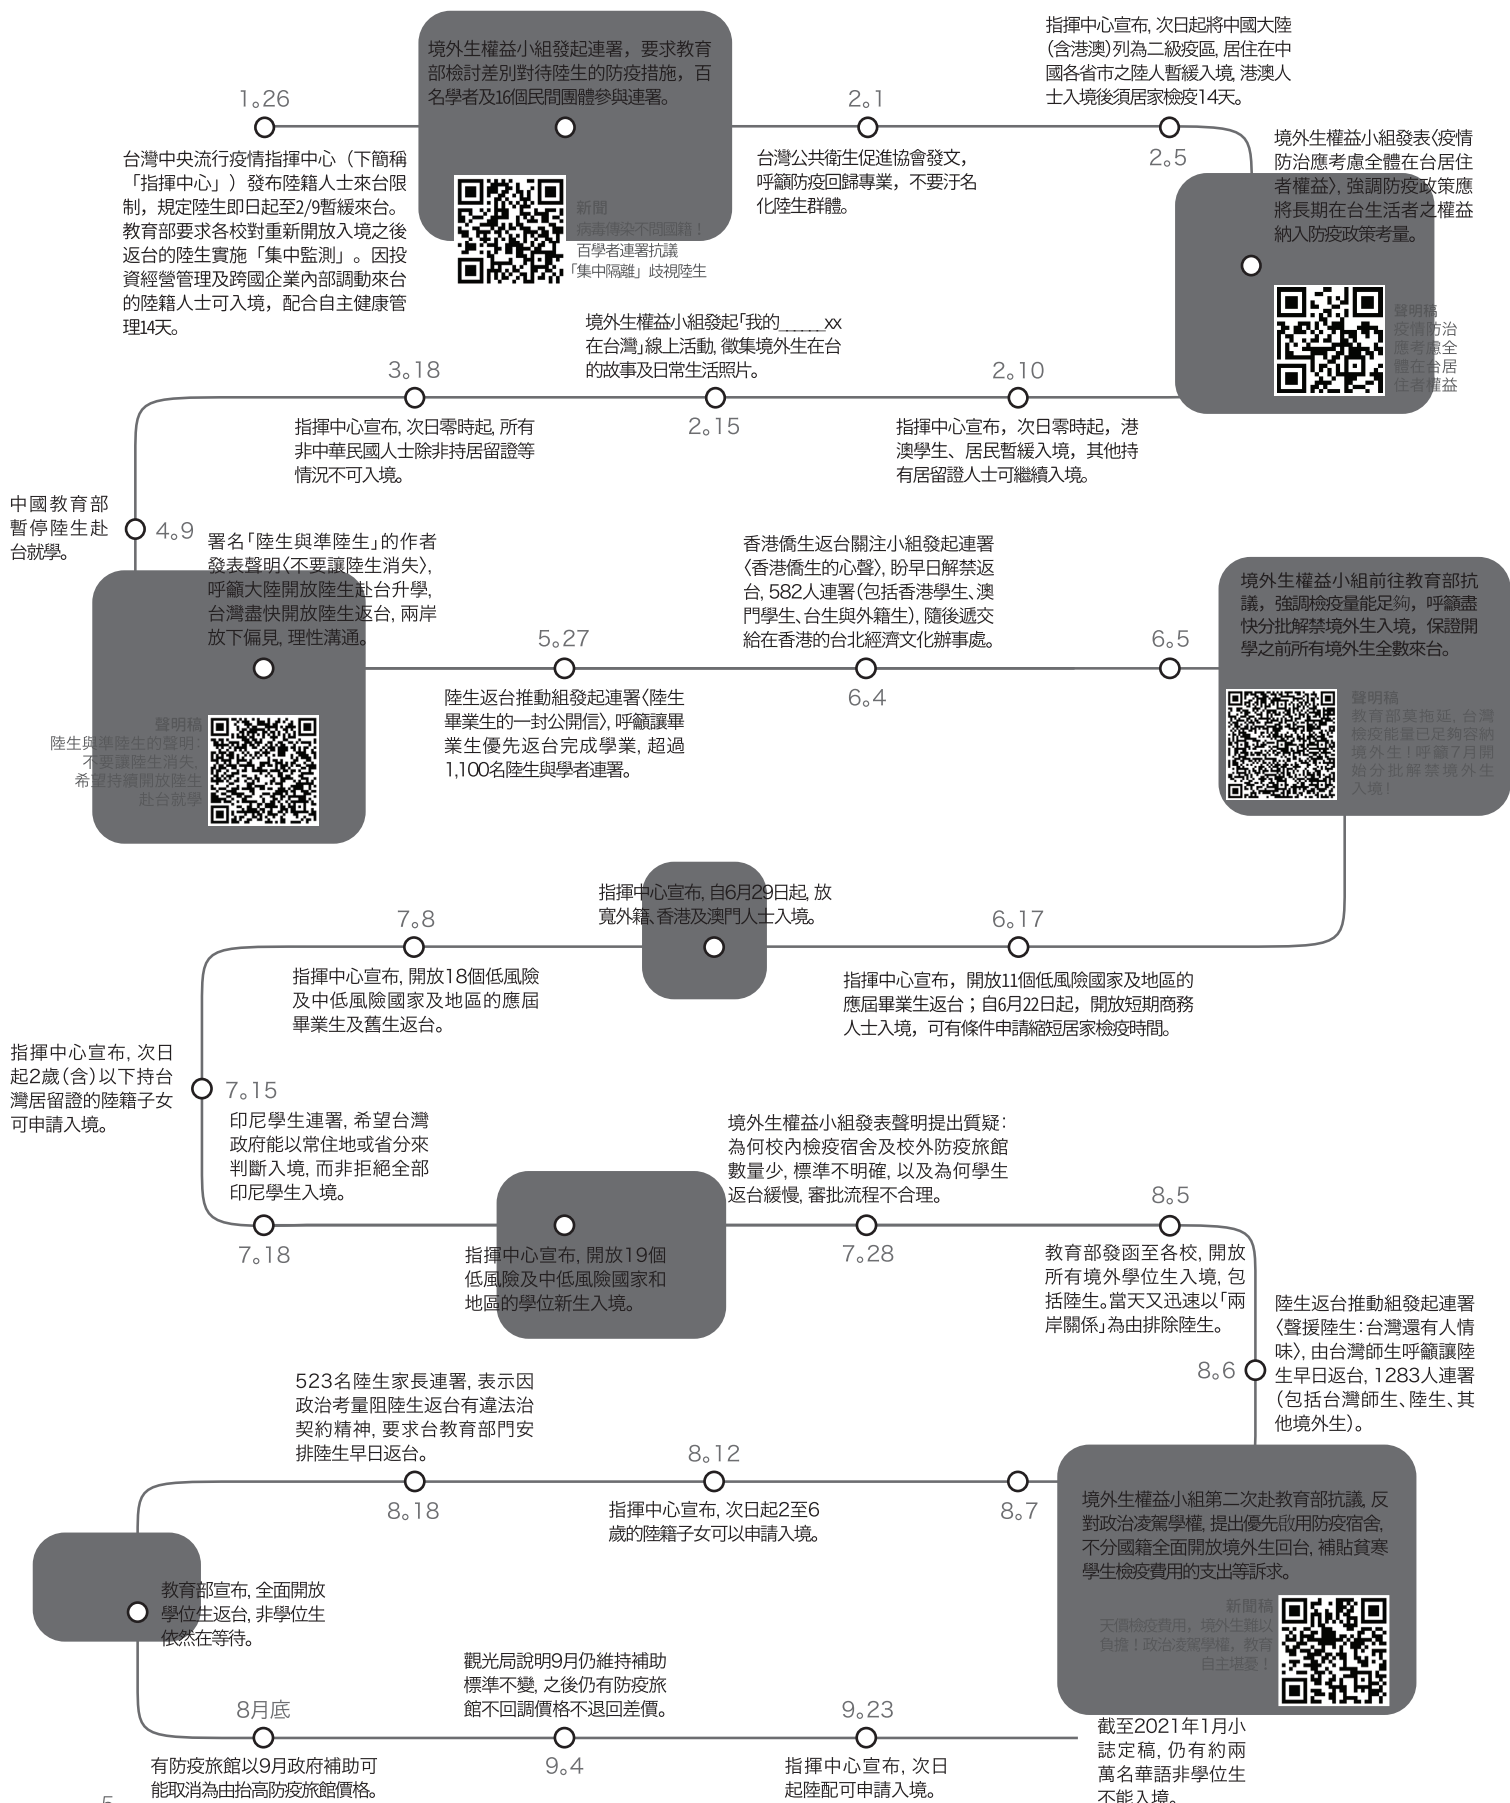 1。26
台灣中央流行疫情指揮中心（下簡稱
「指揮中心」）發布陸籍人士來台限
制，規定陸生即日起至2/9暫緩來台。
教育部要求各校對重新開放入境之後
返台的陸生實施「集中監測」。因投
資經營管理及跨國企業內部調動來台
的陸籍人士可入境，配合自主健康管
理14天。
境外生權益小組發起連署，要求教育
部檢討差別對待陸生的防疫措施，百
名學者及16個民間團體參與連署。
新聞
病毒傳染不問國籍！
百學者連署抗議
「集中隔離」歧視陸生
2。1
台灣公共衛生促進協會發文，
呼籲防疫回歸專業，不要汙名
化陸生群體。
指揮中心宣布, 次日起將中國大陸
（含港澳）列為二級疫區, 居住在中
國各省市之陸人暫緩入境, 港澳人
士入境後須居家檢疫14天。
2。5
境外生權益小組發表〈疫情
防治應考慮全體在台居住
者權益〉, 強調防疫政策應
將長期在台生活者之權益
納入防疫政策考量。
聲明稿
疫情防治
應考慮全
體在台居
住者權益
2。10
指揮中心宣布，次日零時起，港
澳學生、居民暫緩入境，其他持
有居留證人士可繼續入境。
境外生權益小組發起「我的______xx
在台灣」線上活動, 徵集境外生在台
的故事及日常生活照片。
2。15
3。18
指揮中心宣布, 次日零時起, 所有
非中華民國人士除非持居留證等
情況不可入境。
中國教育部
暫停陸生赴
台就學。
4。9
署名「陸生與準陸生」的作者
發表聲明〈不要讓陸生消失〉,
呼籲大陸開放陸生赴台升學,
台灣盡快開放陸生返台, 兩岸
放下偏見, 理性溝通。
聲明稿
陸生與準陸生的聲明：
不要讓陸生消失,
希望持續開放陸生
赴台就學
5。27
陸生返台推動組發起連署〈陸生
畢業生的一封公開信〉, 呼籲讓畢
業生優先返台完成學業, 超過
1,100名陸生與學者連署。
香港僑生返台關注小組發起連署
〈香港僑生的心聲〉, 盼早日解禁返
台, 582人連署（包括香港學生、澳
門學生、台生與外籍生）, 隨後遞交
給在香港的台北經濟文化辦事處。
6。4
6。5
境外生權益小組前往教育部抗
議，強調檢疫量能足夠，呼籲盡
快分批解禁境外生入境，保證開
學之前所有境外生全數來台。
聲明稿
教育部莫拖延, 台灣
檢疫能量已足夠容納
境外生！呼籲7月開
始分批解禁境外生
入境！
6。17
指揮中心宣布，開放11個低風險國家及地區的
應屆畢業生返台；自6月22日起，開放短期商務
人士入境，可有條件申請縮短居家檢疫時間。
指揮中心宣布, 自6月29日起, 放
寬外籍、香港及澳門人士入境。
7。8
指揮中心宣布, 開放18個低風險
及中低風險國家及地區的應屆
畢業生及舊生返台。
指揮中心宣布, 次日
起2歲（含）以下持台
灣居留證的陸籍子女
可申請入境。
7。15
印尼學生連署, 希望台灣
政府能以常住地或省分來
判斷入境, 而非拒絕全部
印尼學生入境。
7。18
指揮中心宣布, 開放19個
低風險及中低風險國家和
地區的學位新生入境。
境外生權益小組發表聲明提出質疑：
為何校內檢疫宿舍及校外防疫旅館
數量少, 標準不明確, 以及為何學生
返台緩慢, 審批流程不合理。
7。28
8。5
教育部發函至各校, 開放
所有境外學位生入境, 包
括陸生。當天又迅速以「兩
岸關係」為由排除陸生。
8。6
陸生返台推動組發起連署
〈聲援陸生：台灣還有人情
味〉, 由台灣師生呼籲讓陸
生早日返台, 1283人連署
（包括台灣師生、陸生、其
他境外生）。
境外生權益小組第二次赴教育部抗議, 反
對政治凌駕學權, 提出優先啟用防疫宿舍,
不分國籍全面開放境外生回台, 補貼貧寒
學生檢疫費用的支出等訴求。
新聞稿
天價檢疫費用，境外生難以
負擔！政治凌駕學權，教育
自主堪憂！
8。7
8。12
指揮中心宣布, 次日起2至6
歲的陸籍子女可以申請入境。
523名陸生家長連署, 表示因
政治考量阻陸生返台有違法治
契約精神, 要求台教育部門安
排陸生早日返台。
8。18
教育部宣布, 全面開放
學位生返台, 非學位生
依然在等待。
8月底
有防疫旅館以9月政府補助可
能取消為由抬高防疫旅館價格。
觀光局說明9月仍維持補助
標準不變, 之後仍有防疫旅
館不回調價格不退回差價。
9。4
9。23
指揮中心宣布, 次日
起陸配可申請入境。
截至2021年1月小
誌定稿, 仍有約兩
萬名華語非學位生
不能入境。